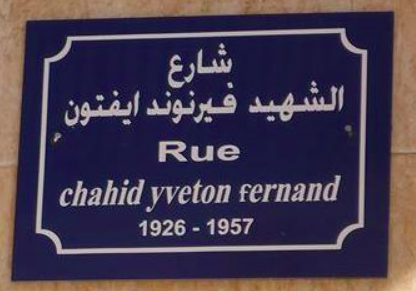 شارع
الشهيد فيرنوند ايفتون
Rue
chahid yveton fernand
1926 - 1957